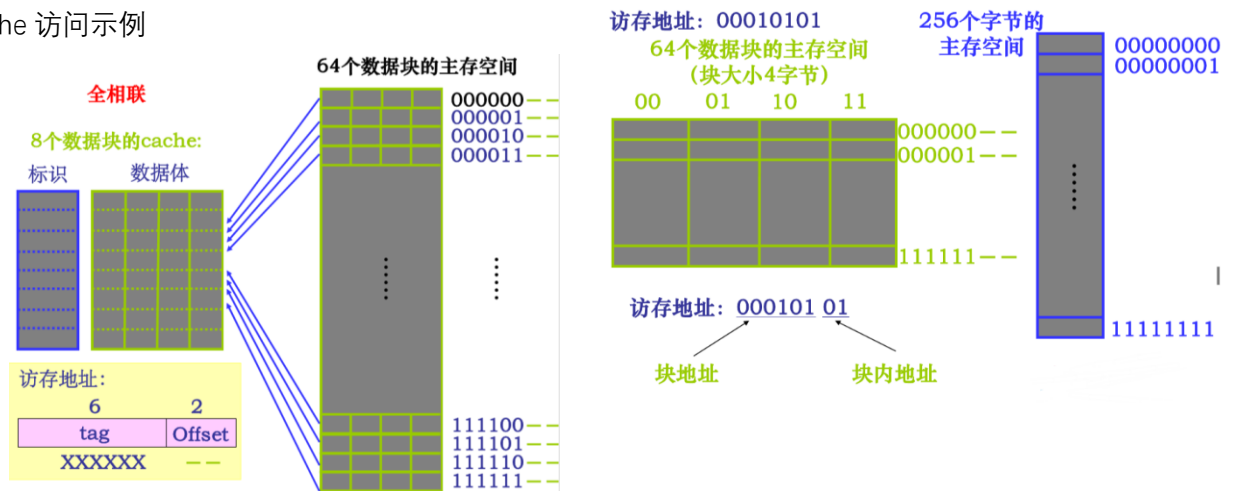 he 访问示例
全相联
8个数据块的cache:
标识 数据体
访存地址:
6 2
tag Offset
XXXXXX － －
64个数据块的主存空间
000000－－
000001－－
000010－－
000011－－
······
······
111100－－
111101－－
111110－－
111111－－
访存地址: 00010101
64个数据块的主存空间
(块大小4字节)
00 01 10 11
000000－－
000001－－
111111－－
访存地址: 000101 01
块地址 块内地址
256个字节的
主存空间
00000000
00000001
······
11111111